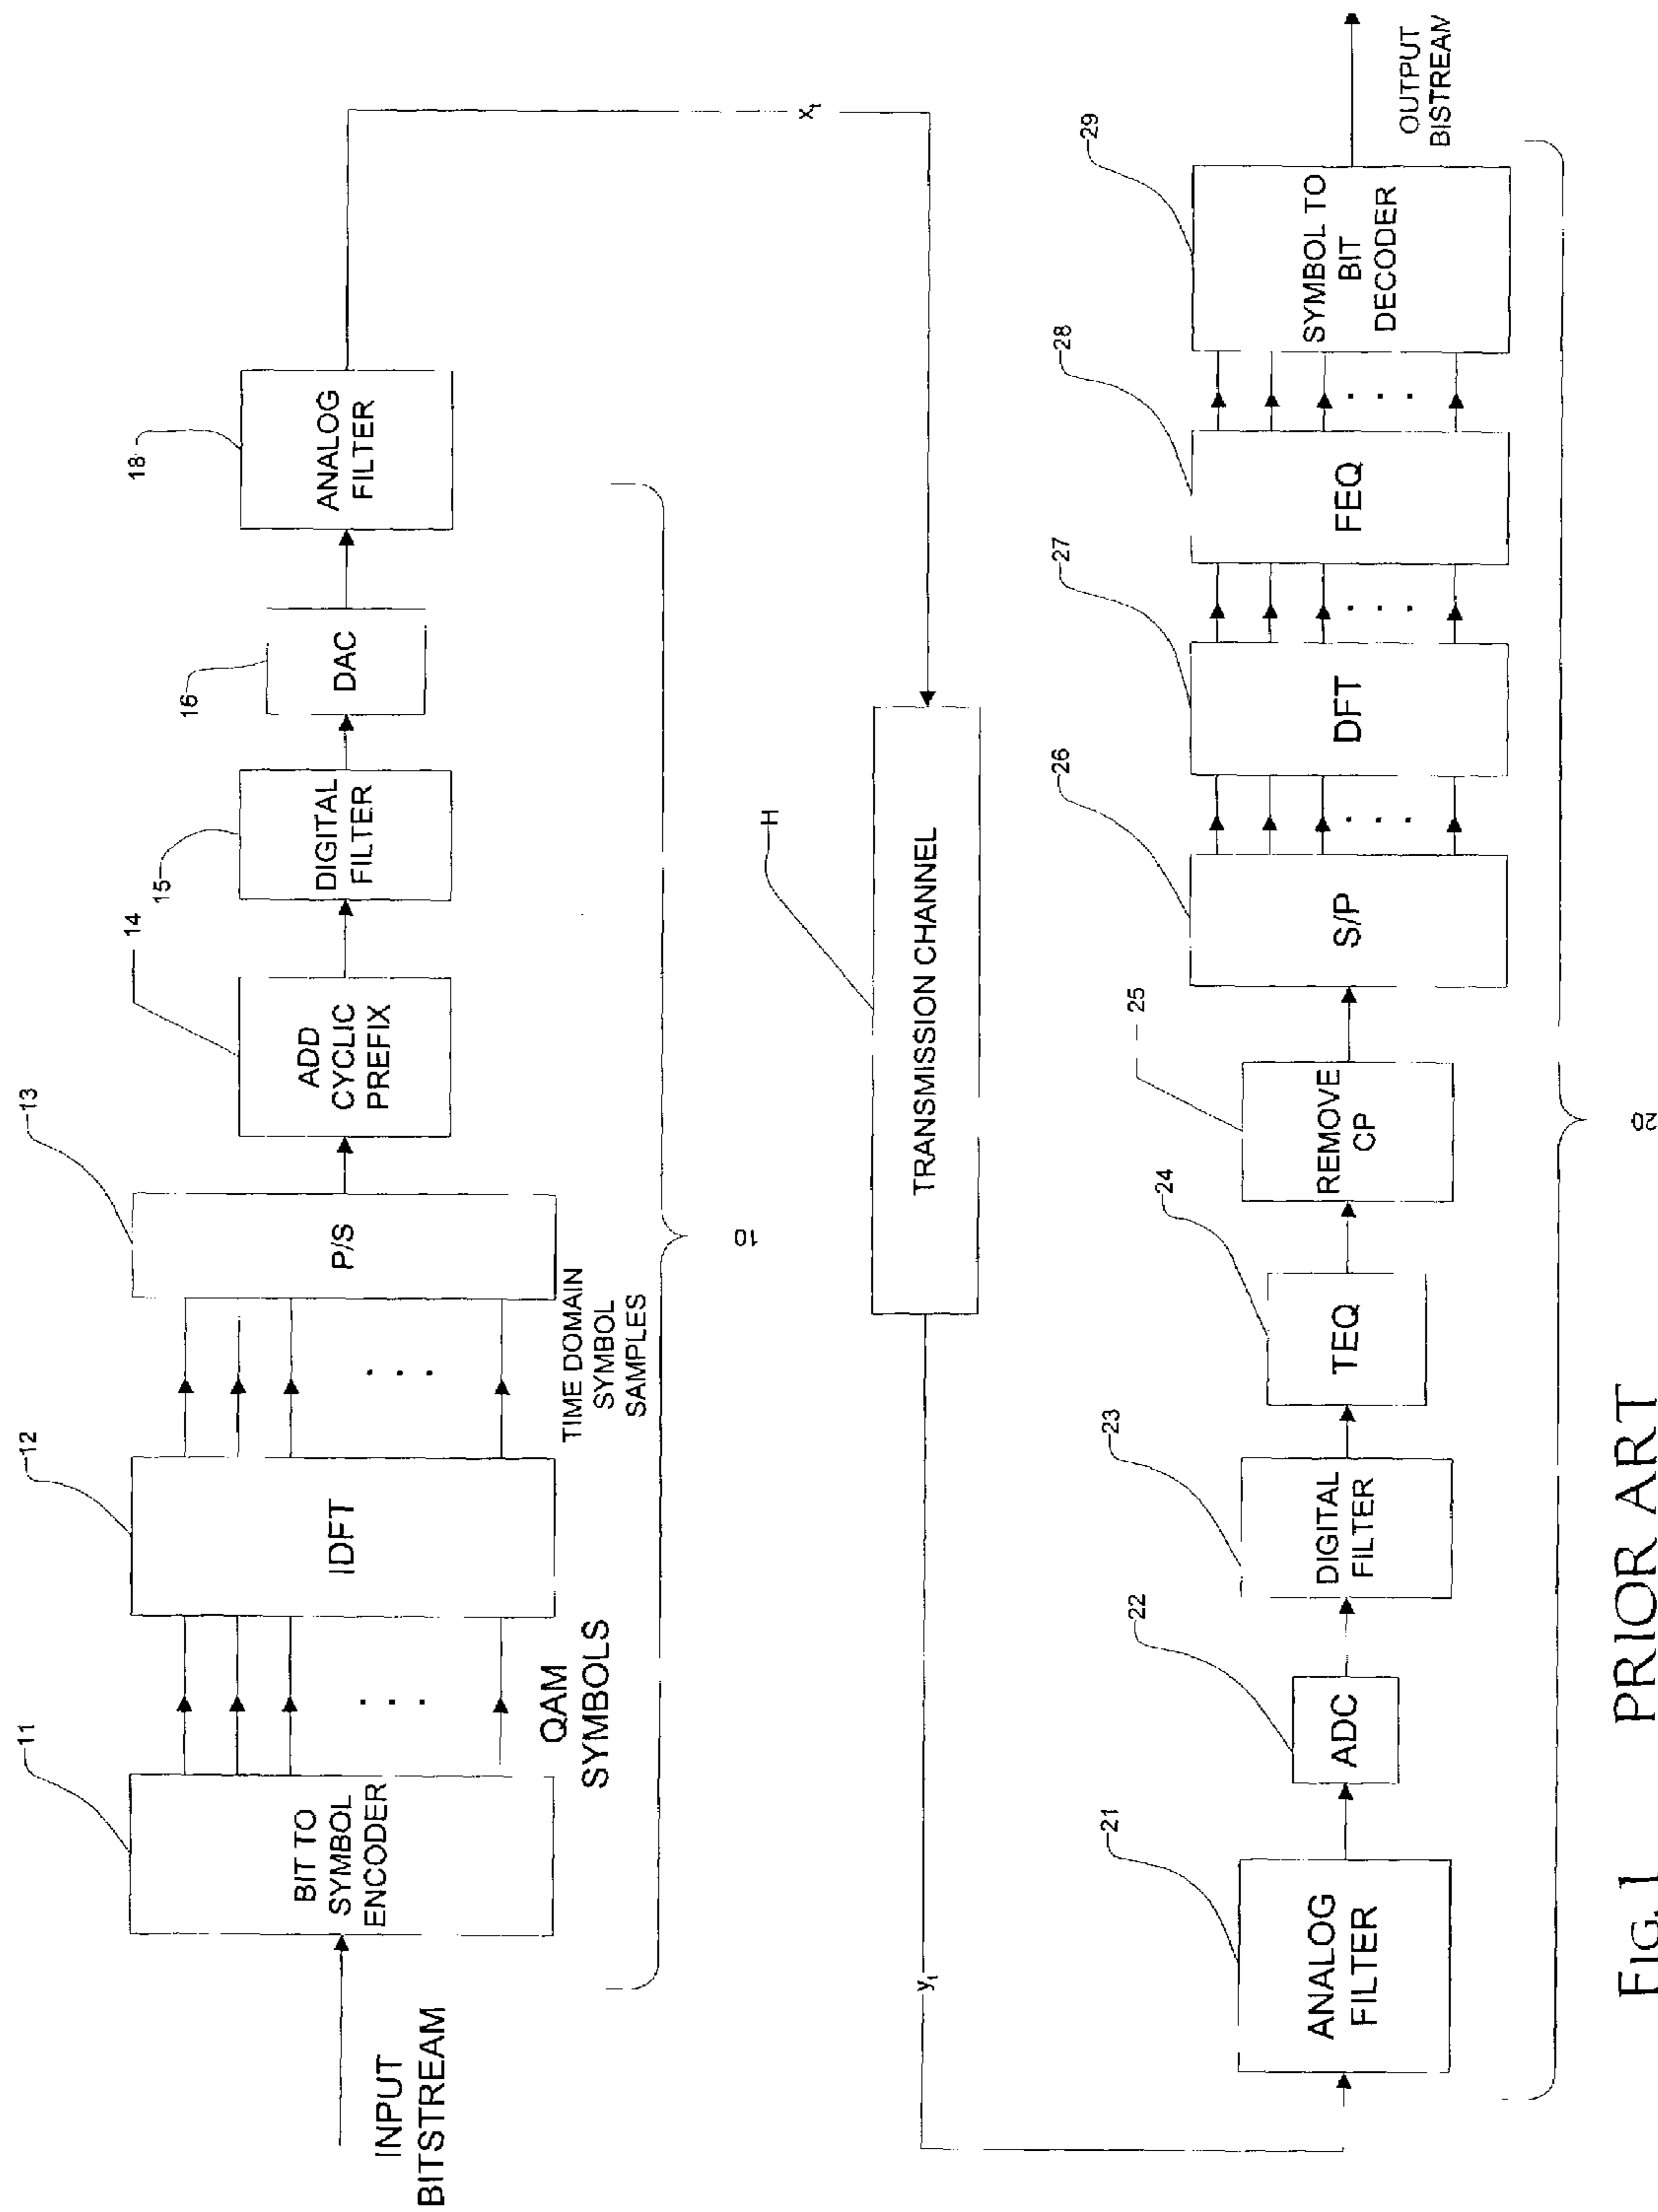 11
12
13
14
15
16
18
INPUT
BITSTREAM
BIT TO
SYMBOL
ENCODER
QAM
SYMBOLS
IDFT
TIME DOMAIN
SYMBOL
SAMPLES
P/S
ADD
CYCLIC
PREFIX
DIGITAL
FILTER
DAC
ANALOG
FILTER
10
xt
H
TRANSMISSION CHANNEL
yt
21
22
23
24
25
26
27
28
29
ANALOG
FILTER
ADC
DIGITAL
FILTER
TEQ
REMOVE
CP
S/P
DFT
FEQ
SYMBOL TO
BIT
DECODER
OUTPUT
BISTREAM
20
FIG. 1 PRIOR ART